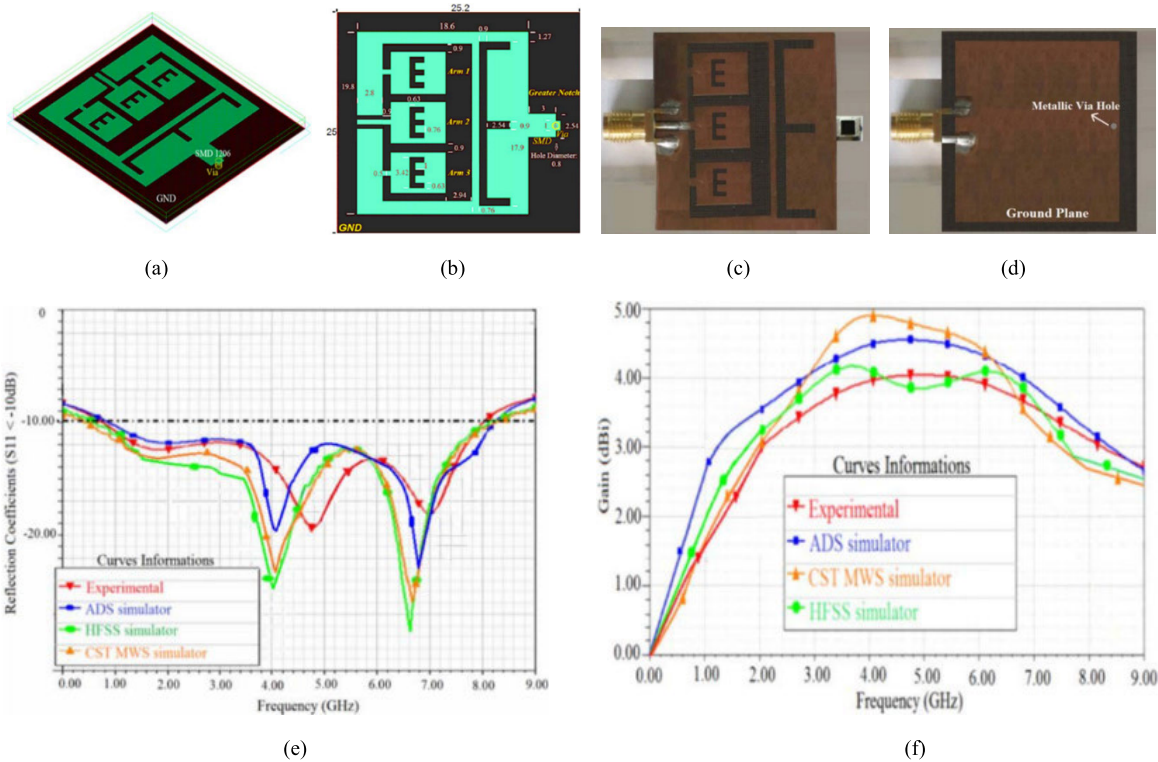 SMD 1206
Via
GND
(a)
25.2
18.6
0.9
1.27
0.9
Arm 1
19.8
2.8
Greater Notch
0.63
3
0.9
Arm 2
2.54
0.9
1
2.54
25
0.76
Via
SMD
0.9
17.9
Hole Diameter:
0.8
3.42
Arm 3
0.63
2.94
0.76
GND
(b)
(c)
Metallic Via Hole
Ground Plane
(d)
Reflection Coefficients (S11 < -10dB)
0
-10.00
-20.00
Curves Informations
Experimental
ADS simulator
HFSS simulator
CST MWS simulator
0.00 1.00 2.00 3.00 4.00 5.00 6.00 7.00 8.00 9.00
Frequency (GHz)
(e)
Gain (dBi)
5.00
4.00
3.00
2.00
1.00
0.00
Curves Informations
Experimental
ADS simulator
CST MWS simulator
HFSS simulator
0.00 1.00 2.00 3.00 4.00 5.00 6.00 7.00 8.00 9.00
Frequency (GHz)
(f)